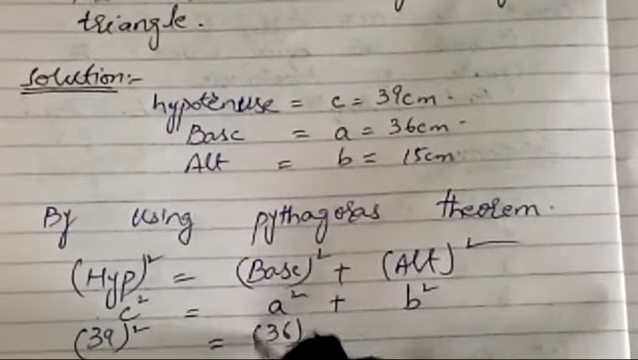 triangle.
Solution:-
hypotenuse = c = 39cm.
Base = a = 36cm.
Alt = b = 15cm.
By using pythagoras theorem.
(Hyp)² = (Base)² + (Alt)²
c² = a² + b²
(39)² = (36)